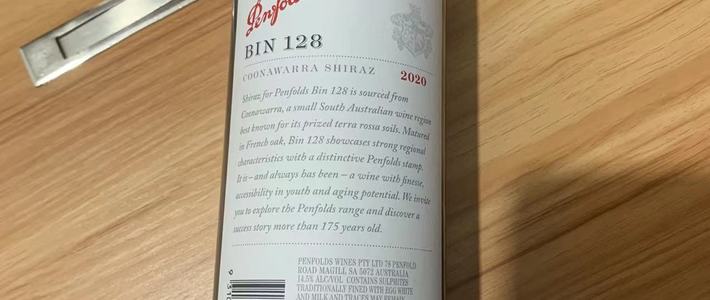 Penfolds
BIN 128
COONAWARRA SHIRAZ 2020
Shiraz for Penfolds Bin 128 is sourced from
Coonawarra, a small South Australian wine region
best known for its prized terra rossa soils. Matured
in French oak, Bin 128 showcases strong regional
characteristics with a distinctive Penfolds stamp.
It is – and always has been – a wine with finesse,
accessibility in youth and aging potential. We invite
you to explore the Penfolds range and discover a
success story more than 175 years old.
PENFOLDS WINES PTY LTD 78 PENFOLD
ROAD MAGILL SA 5072 AUSTRALIA
14.5% ALC/VOL CONTAINS SULPHITES
TRADITIONALLY FINED WITH EGG WHITE
AND MILK AND TRACES MAY REMAIN